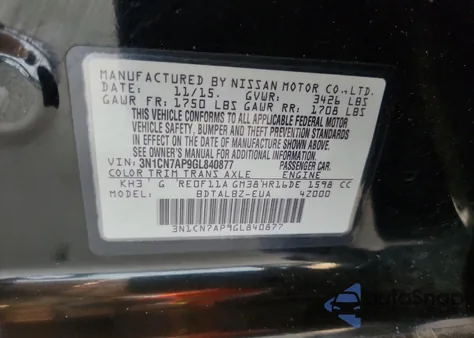 MANUFACTURED BY NISSAN MOTOR CO., LTD.
DATE: 11/15. GVWR: 3426 LBS
GAWR FR: 1750 LBS GAWR RR: 1708 LBS
THIS VEHICLE CONFORMS TO ALL APPLICABLE FEDERAL MOTOR
VEHICLE SAFETY, BUMPER AND THEFT PREVENTION STANDARDS
IN EFFECT ON THE DATE OF MANUFACTURE SHOWN ABOVE.
SEE OWNER'S MANUAL FOR ADDITIONAL INFORMATION.
VIN: 3N1CN7AP9GL840877 PASSENGER CAR.
COLOR TRIM TRANS AXLE ENGINE
KH3 G RE0F11A GM38 HR16DE 1598 CC
MODEL: BDTALBZ-EUA 4Z000
3N1CN7AP9GL840877
AutoSnap